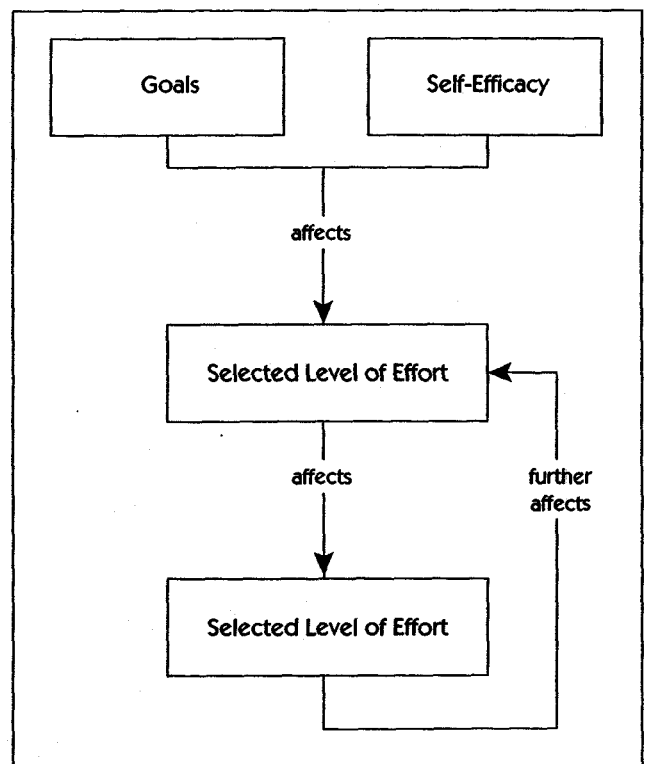 Goals
Self-Efficacy
affects
Selected Level of Effort
affects
further
affects
Selected Level of Effort